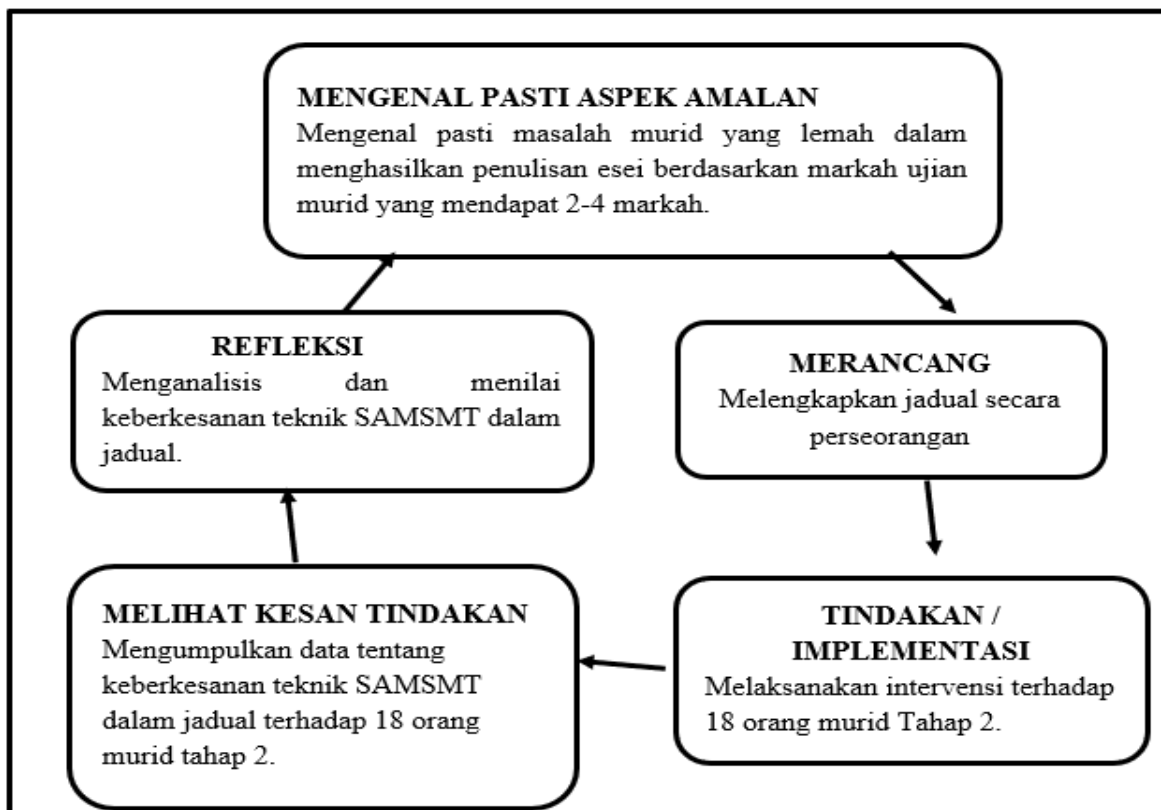 MENGENAL PASTI ASPEK AMALAN
Mengenal pasti masalah murid yang lemah dalam
menghasilkan penulisan esei berdasarkan markah ujian
murid yang mendapat 2-4 markah.
REFLEKSI
Menganalisis dan menilai
keberkesanan teknik SAMSMT dalam
jadual.
MERANCANG
Melengkapkan jadual secara
perseorangan
MELIHAT KESAN TINDAKAN
Mengumpulkan data tentang
keberkesanan teknik SAMSMT
dalam jadual terhadap 18 orang
murid tahap 2.
TINDAKAN /
IMPLEMENTASI
Melaksanakan intervensi terhadap
18 orang murid Tahap 2.